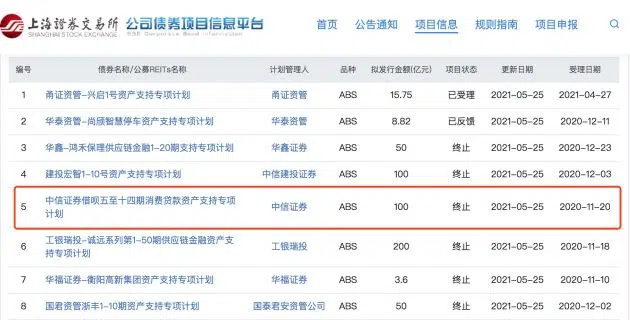 上海證券交易所 公司债券项目信息平台 首页 公告通知 项目信息 规则指南 项目申报
SHANGHAI STOCK EXCHANGE Corporate Bond Information
编号 债券名称/公募REITs名称 计划管理人 品种 拟发行金额(亿元) 项目状态 更新日期 受理日期
1 甬证资管-兴启1号资产支持专项计划 甬证资管 ABS 15.75 已受理 2021-05-25 2021-04-27
2 华泰资管-尚颀智慧停车资产支持专项计划 华泰资管 ABS 8.82 已反馈 2021-05-25 2020-12-11
3 华鑫-鸿禾保理供应链金融1-20期支持专项计划 华鑫证券 ABS 50 终止 2021-05-25 2020-12-23
4 建投宏智1-10号资产支持专项计划 中信建投证券 ABS 100 终止 2021-05-25 2020-12-03
中信证券借呗五至十四期消费贷款资产支持专项
5 中信证券 ABS 100 终止 2021-05-25 2020-11-20
计划
工银瑞投-诚远系列第1-50期供应链金融资产支
6 工银瑞投 ABS 200 终止 2021-05-25 2020-11-18
持专项计划
7 华福证券-衡阳高新集团资产支持专项计划 华福证券 ABS 3.6 终止 2021-05-25 2020-11-10
8 国君资管浙丰1-10期资产支持专项计划 国泰君安资管公司 ABS 50 终止 2021-05-25 2020-12-02